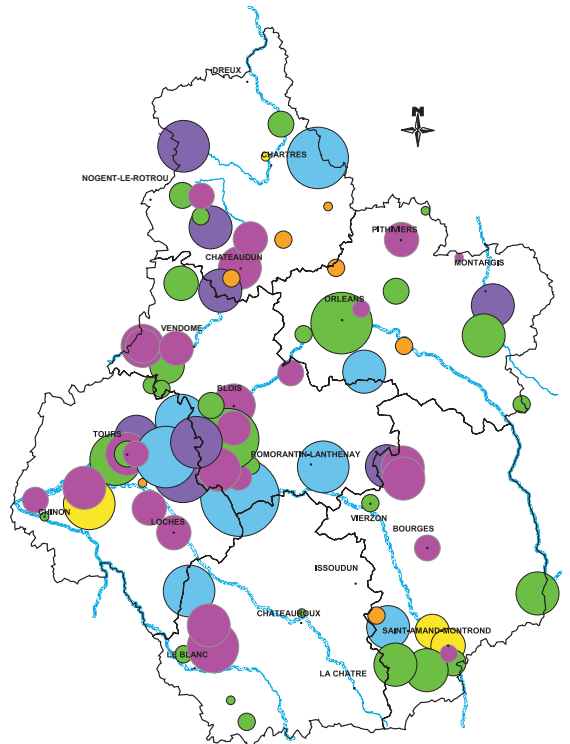 DREUX
N
CHARTRES
NOGENT-LE-ROTROU
PITHIVIERS
CHATEAUDUN
MONTARGIS
ORLEANS
VENDOME
BLOIS
TOURS
ROMORANTIN-LANTHENAY
CHINON
VIERZON
LOCHES
BOURGES
ISSOUDUN
CHATEAUROUX
SAINT-AMAND-MONTROND
LE BLANC
LA CHATRE